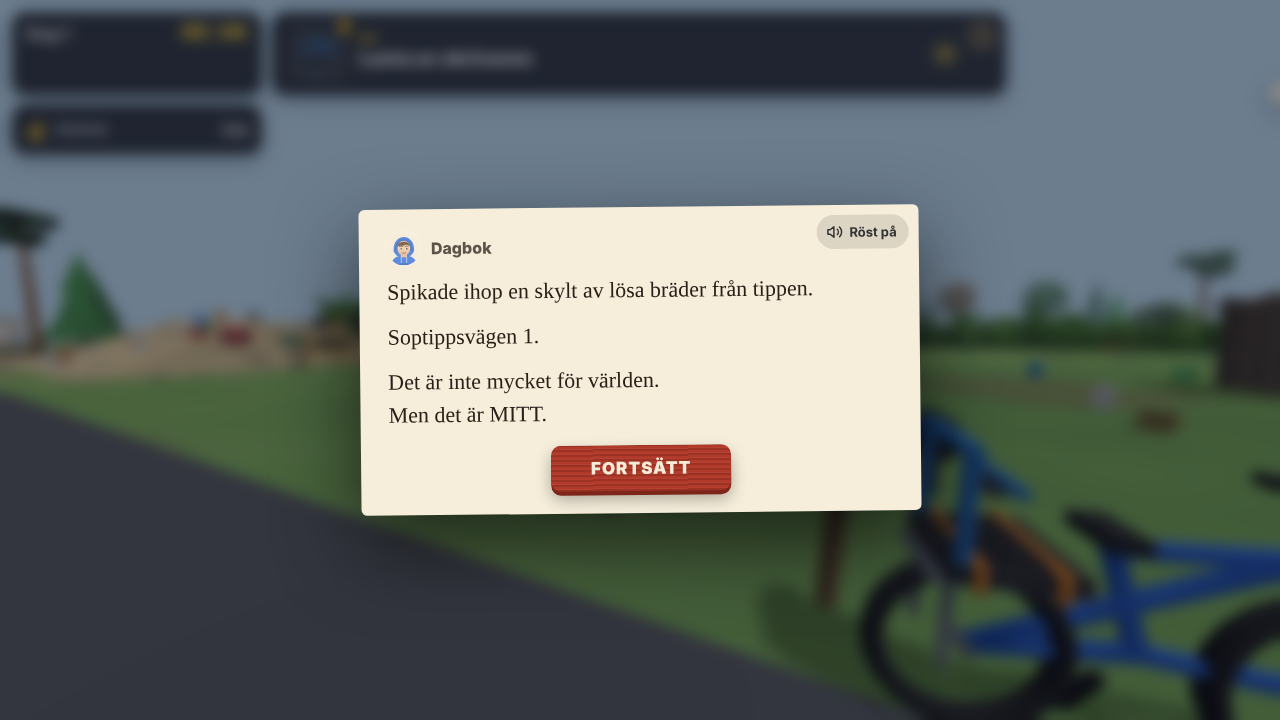 Dagbok
Röst på
Spikade ihop en skylt av lösa bräder från tippen.
Soptippsvägen 1.
Det är inte mycket för världen.
Men det är MITT.
FORTSÄTT